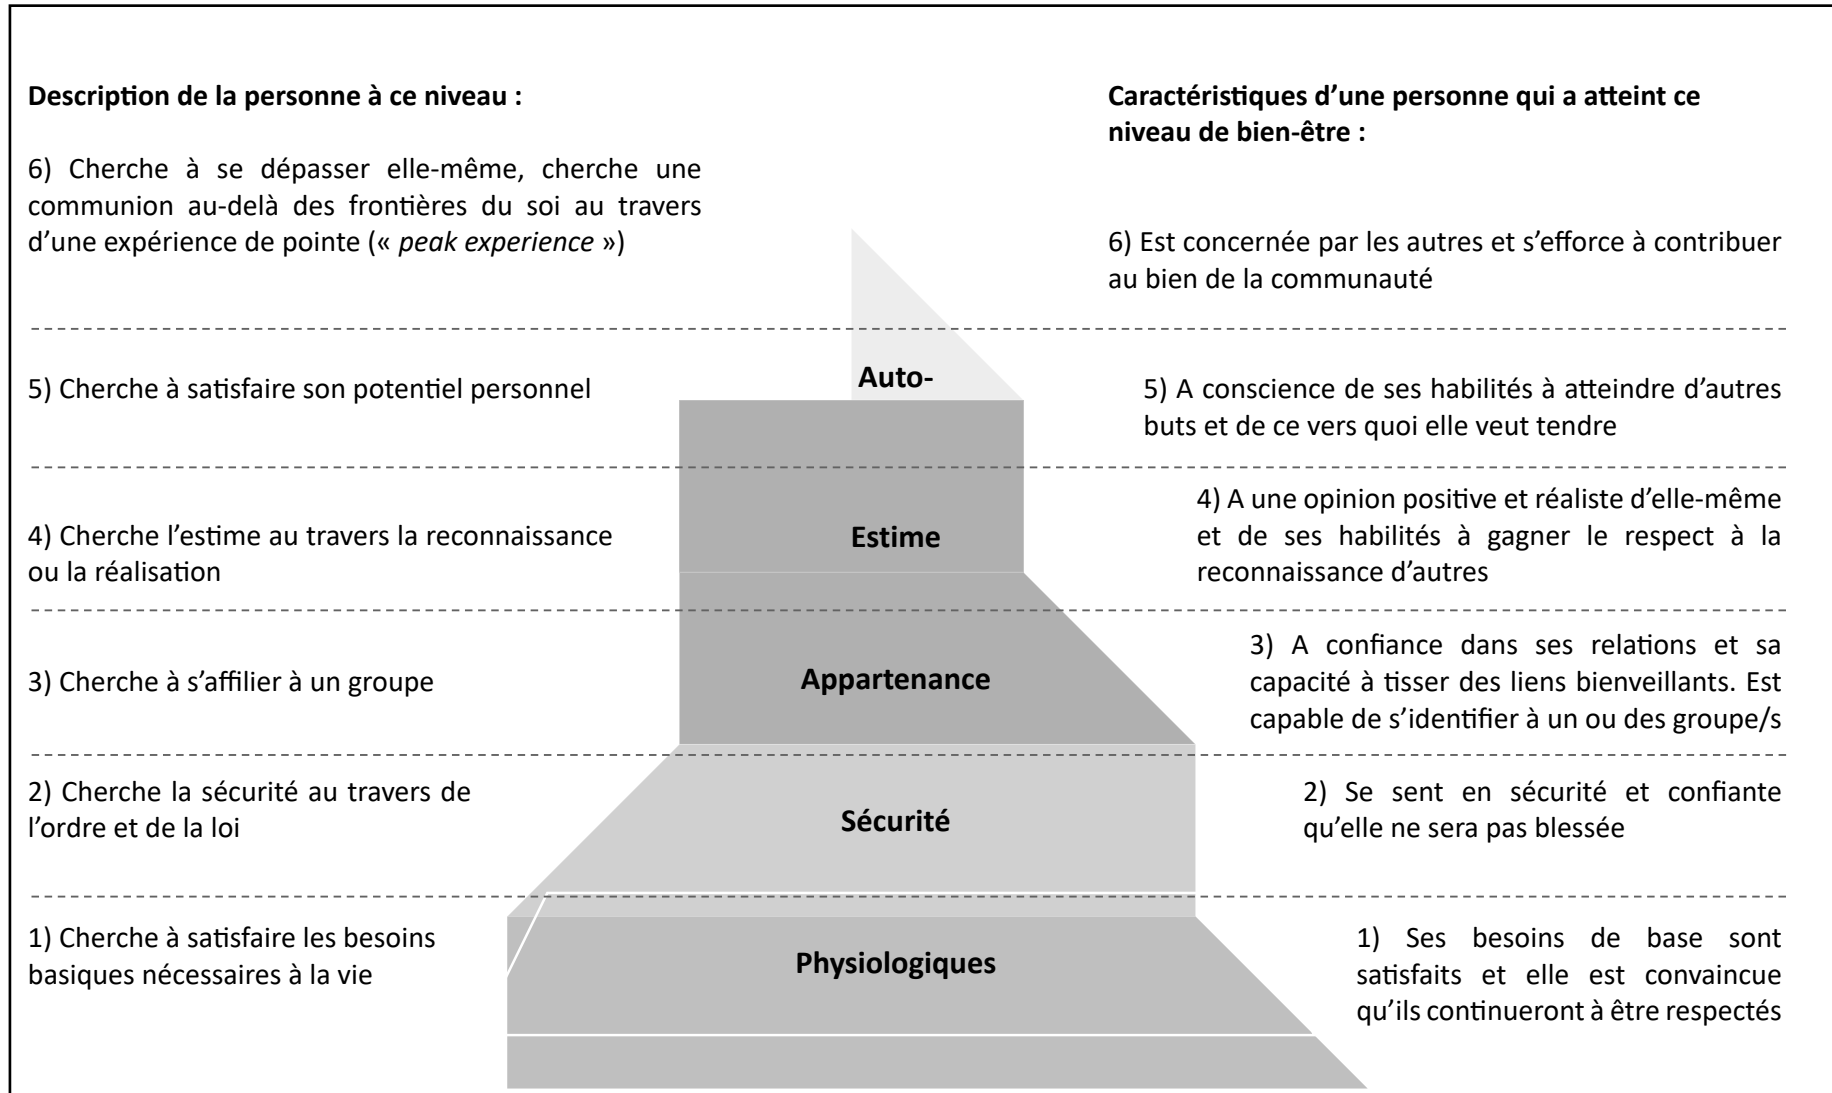 Description de la personne à ce niveau :
6) Cherche à se dépasser elle-même, cherche une
communion au-delà des frontières du soi au travers
d’une expérience de pointe (« peak experience »)
5) Cherche à satisfaire son potentiel personnel
4) Cherche l’estime au travers la reconnaissance
ou la réalisation
3) Cherche à s’affilier à un groupe
2) Cherche la sécurité au travers de
l’ordre et de la loi
1) Cherche à satisfaire les besoins
basiques nécessaires à la vie
Auto-
Estime
Appartenance
Sécurité
Physiologiques
Caractéristiques d’une personne qui a atteint ce
niveau de bien-être :
6) Est concernée par les autres et s’efforce à contribuer
au bien de la communauté
5) A conscience de ses habilités à atteindre d’autres
buts et de ce vers quoi elle veut tendre
4) A une opinion positive et réaliste d’elle-même
et de ses habilités à gagner le respect à la
reconnaissance d’autres
3) A confiance dans ses relations et sa
capacité à tisser des liens bienveillants. Est
capable de s’identifier à un ou des groupe/s
2) Se sent en sécurité et confiante
qu’elle ne sera pas blessée
1) Ses besoins de base sont
satisfaits et elle est convaincue
qu’ils continueront à être respectés